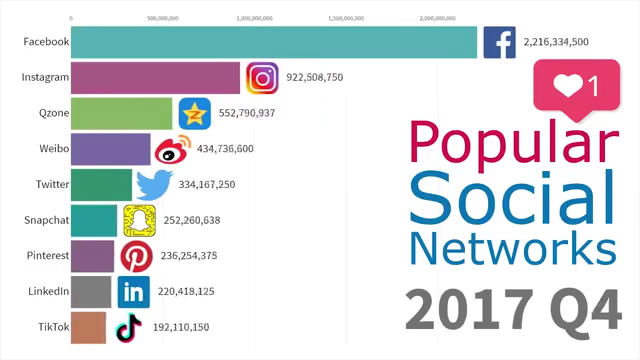 0 500,000,000 1,000,000,000 1,500,000,000 2,000,000,000
Facebook f 2,216,334,500
Instagram 922,508,750
Qzone 552,790,937
Weibo 434,736,600
Twitter 334,167,250
Snapchat 252,260,638
Pinterest 236,254,375
LinkedIn in 220,418,125
TikTok 192,110,150
1
Popular
Social
Networks
2017 Q4